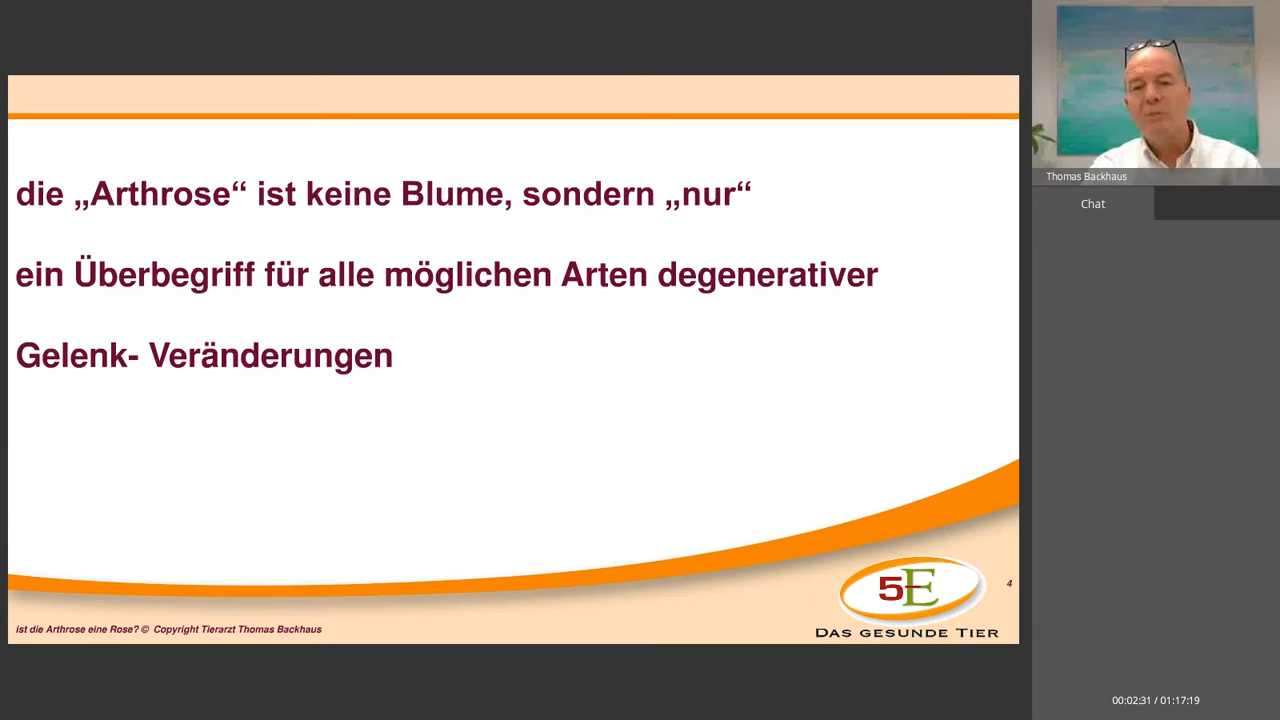 die „Arthrose“ ist keine Blume, sondern „nur“
ein Überbegriff für alle möglichen Arten degenerativer
Gelenk- Veränderungen
5E
DAS GESUNDE TIER
4
ist die Arthrose eine Rose? © Copyright Tierarzt Thomas Backhaus
Thomas Backhaus
Chat
00:02:31 / 01:17:19